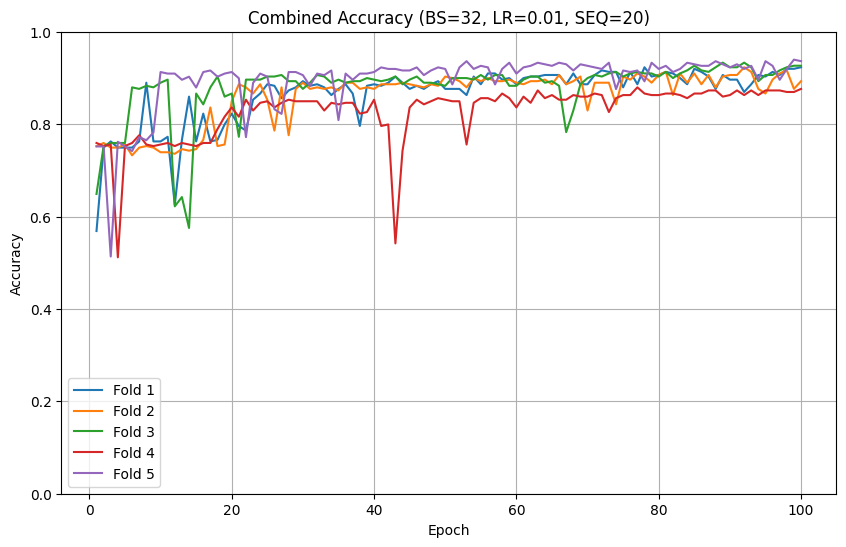 Combined Accuracy (BS=32, LR=0.01, SEQ=20)
1.0
0.8
0.6
0.4
0.2
0.0
Accuracy
Fold 1
Fold 2
Fold 3
Fold 4
Fold 5
0 20 40 60 80 100
Epoch